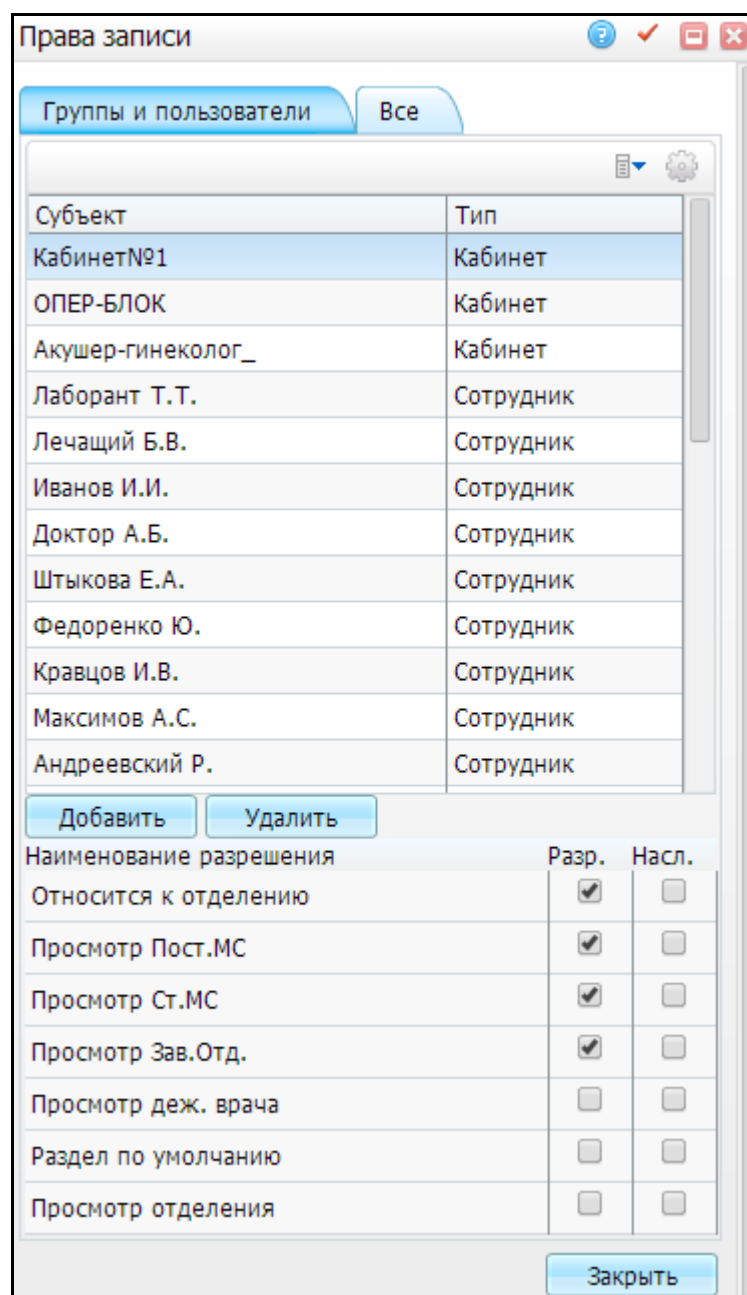 Права записи
Группы и пользователи Все
Субъект Тип
Кабинет№1 Кабинет
ОПЕР-БЛОК Кабинет
Акушер-гинеколог_ Кабинет
Лаборант Т.Т. Сотрудник
Лечащий Б.В. Сотрудник
Иванов И.И. Сотрудник
Доктор А.Б. Сотрудник
Штыкова Е.А. Сотрудник
Федоренко Ю. Сотрудник
Кравцов И.В. Сотрудник
Максимов А.С. Сотрудник
Андреевский Р. Сотрудник
Добавить Удалить
Наименование разрешения Разр. Насл.
Относится к отделению
Просмотр Пост.МС
Просмотр Ст.МС
Просмотр Зав.Отд.
Просмотр деж. врача
Раздел по умолчанию
Просмотр отделения
Закрыть